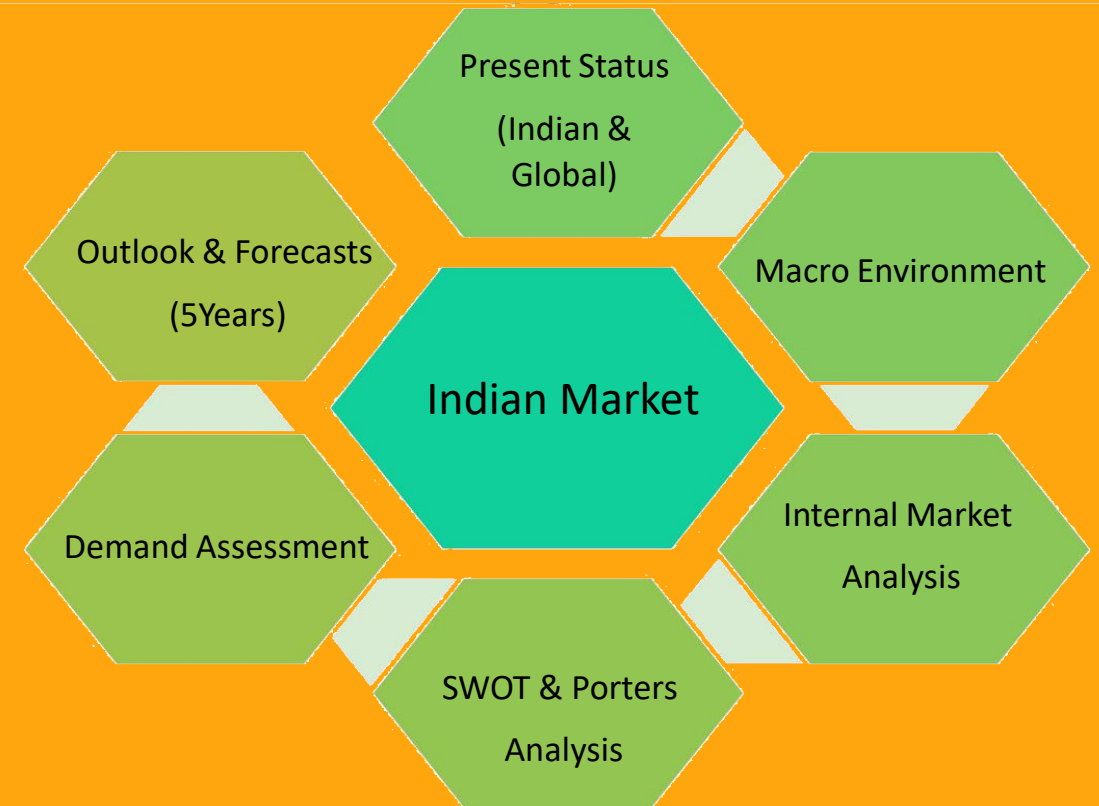 Present Status
(Indian &
Global)
Macro Environment
Internal Market
Analysis
SWOT & Porters
Analysis
Demand Assessment
Outlook & Forecasts
(5Years)
Indian Market